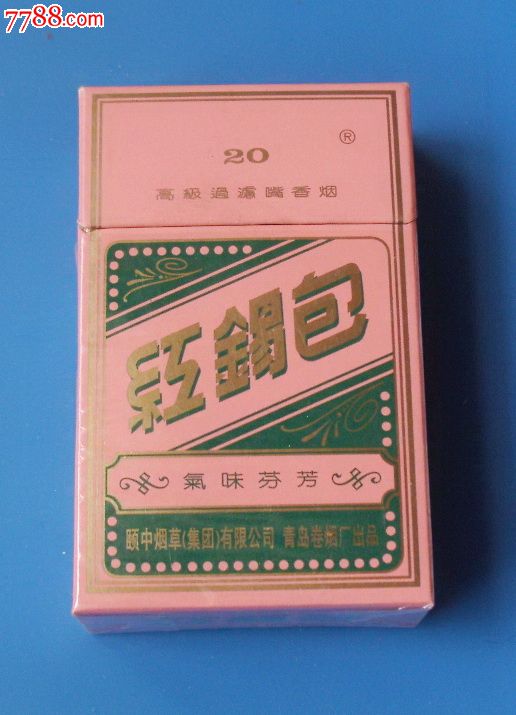 7788.com
20
®
高級過濾嘴香烟
紅錫包
氣味芬芳
颐中烟草(集团)有限公司 青岛卷烟厂出品